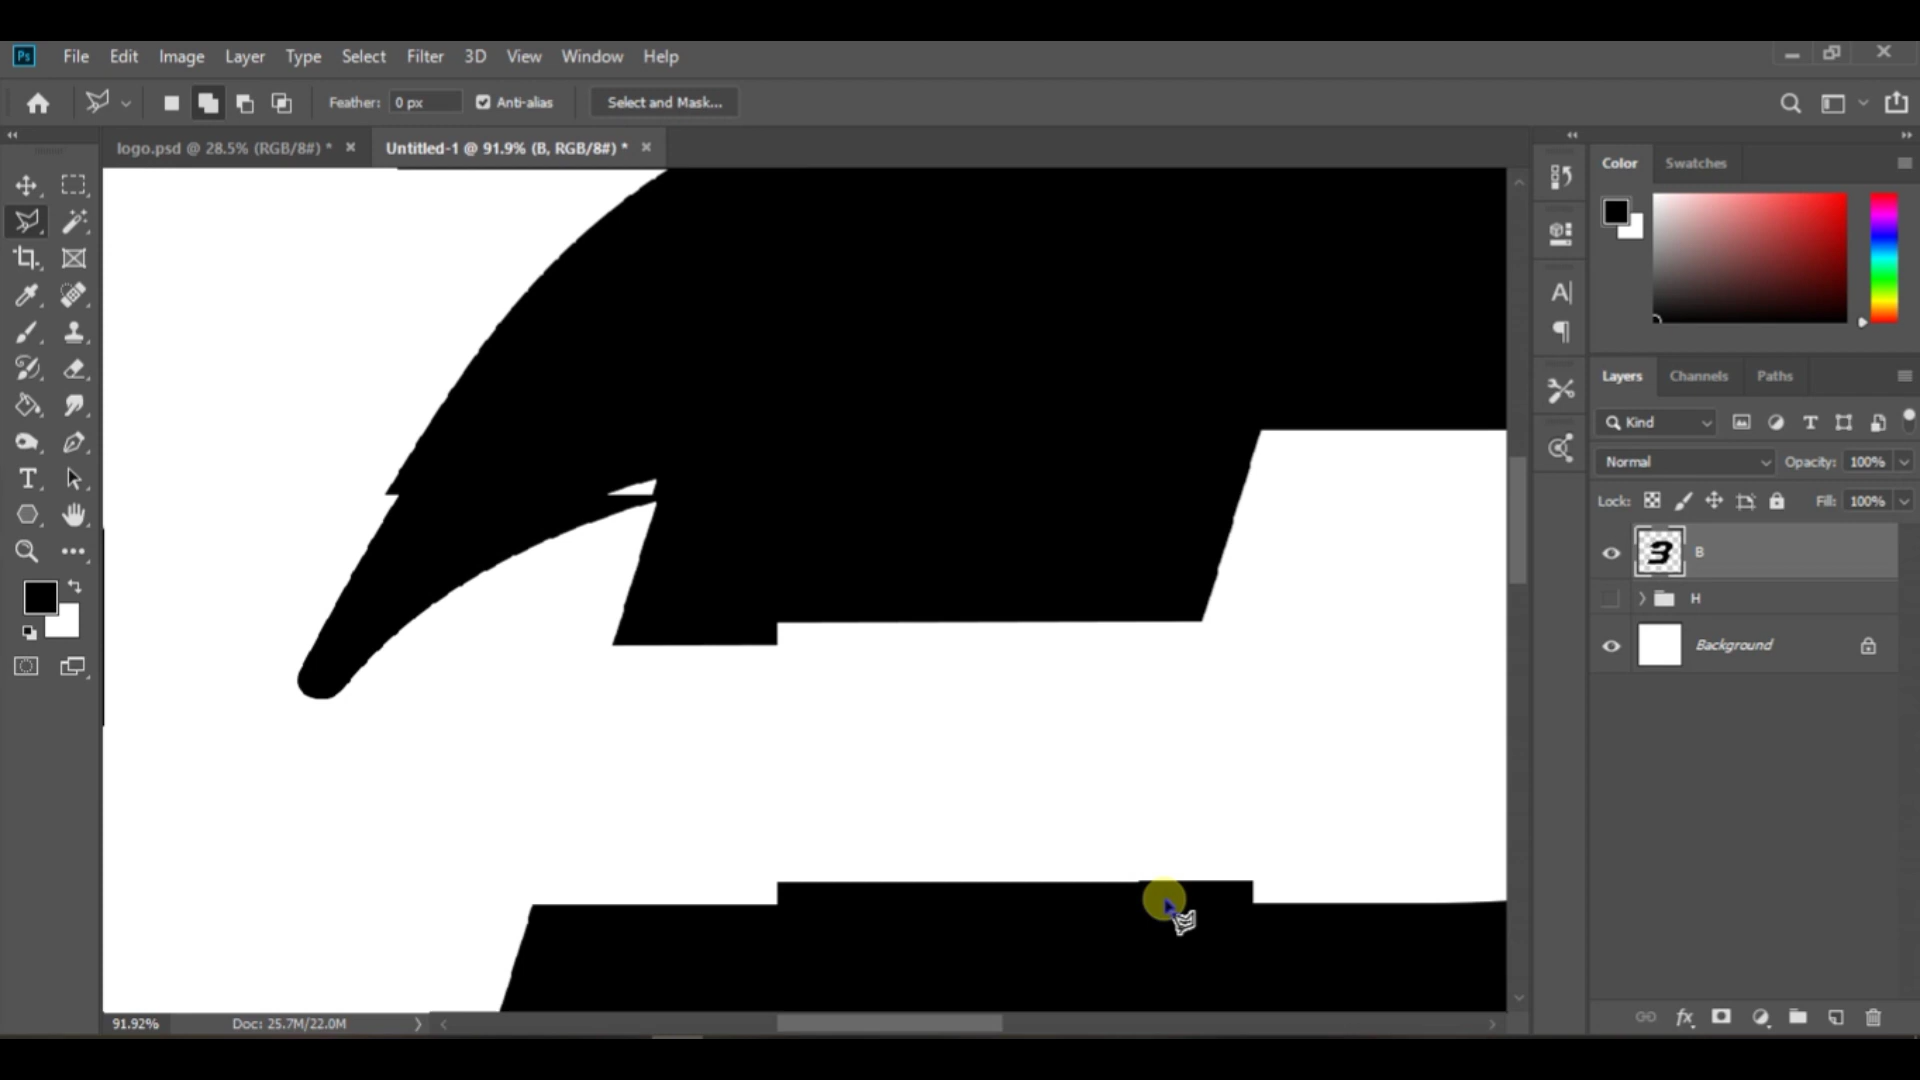 Ps File Edit Image Layer Type Select Filter 3D View Window Help
Feather: 0 px Anti-alias Select and Mask...
logo.psd @ 28.5% (RGB/8#) * × Untitled-1 @ 91.9% (B, RGB/8#) * ×
Color Swatches
Layers Channels Paths
Kind
Normal Opacity: 100%
Lock: Fill: 100%
B
H
Background
91.92% Doc: 25.7M/22.0M